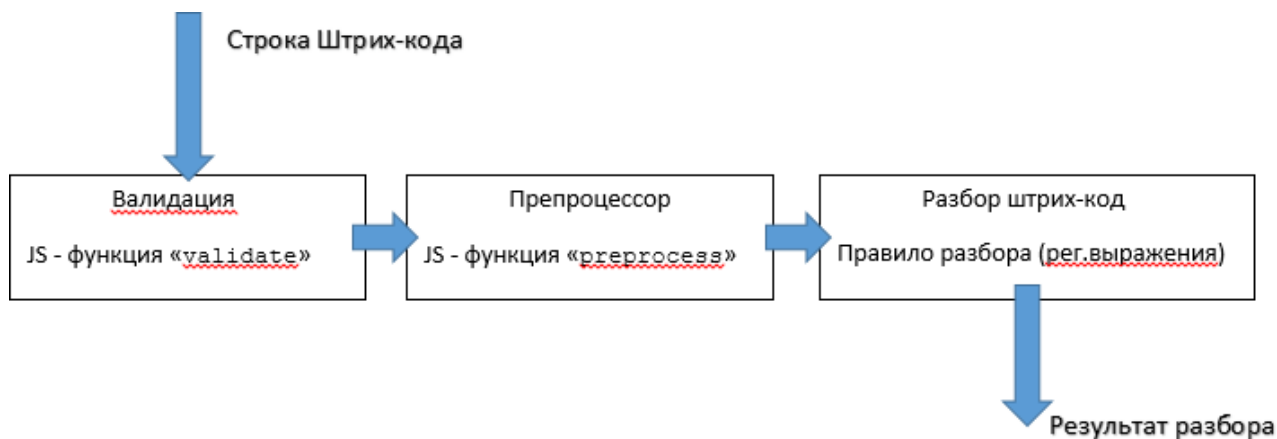 Строка Штрих-кода
Валидация
JS - функция «validate»
Препроцессор
JS - функция «preprocess»
Разбор штрих-код
Правило разбора (рег.выражения)
Результат разбора